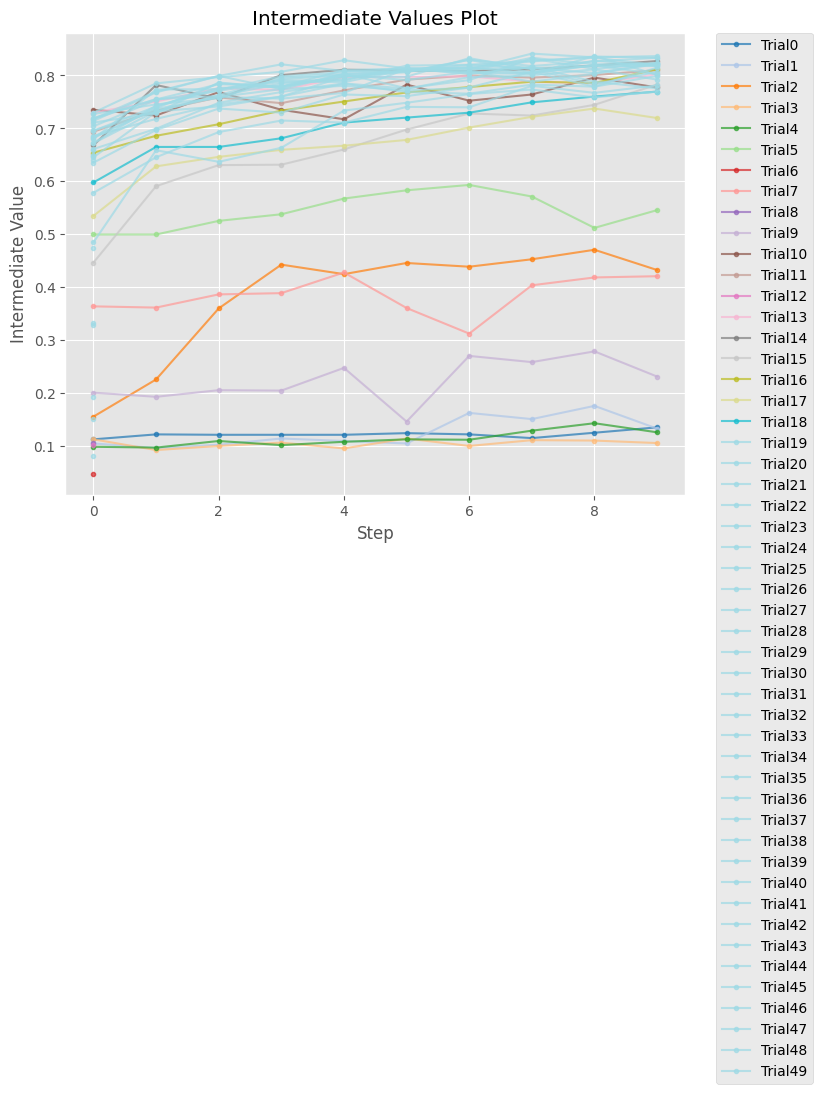 Intermediate Values Plot
Intermediate Value
0.8
0.7
0.6
0.5
0.4
0.3
0.2
0.1
0 2 4 6 8
Step
Trial0
Trial1
Trial2
Trial3
Trial4
Trial5
Trial6
Trial7
Trial8
Trial9
Trial10
Trial11
Trial12
Trial13
Trial14
Trial15
Trial16
Trial17
Trial18
Trial19
Trial20
Trial21
Trial22
Trial23
Trial24
Trial25
Trial26
Trial27
Trial28
Trial29
Trial30
Trial31
Trial32
Trial33
Trial34
Trial35
Trial36
Trial37
Trial38
Trial39
Trial40
Trial41
Trial42
Trial43
Trial44
Trial45
Trial46
Trial47
Trial48
Trial49